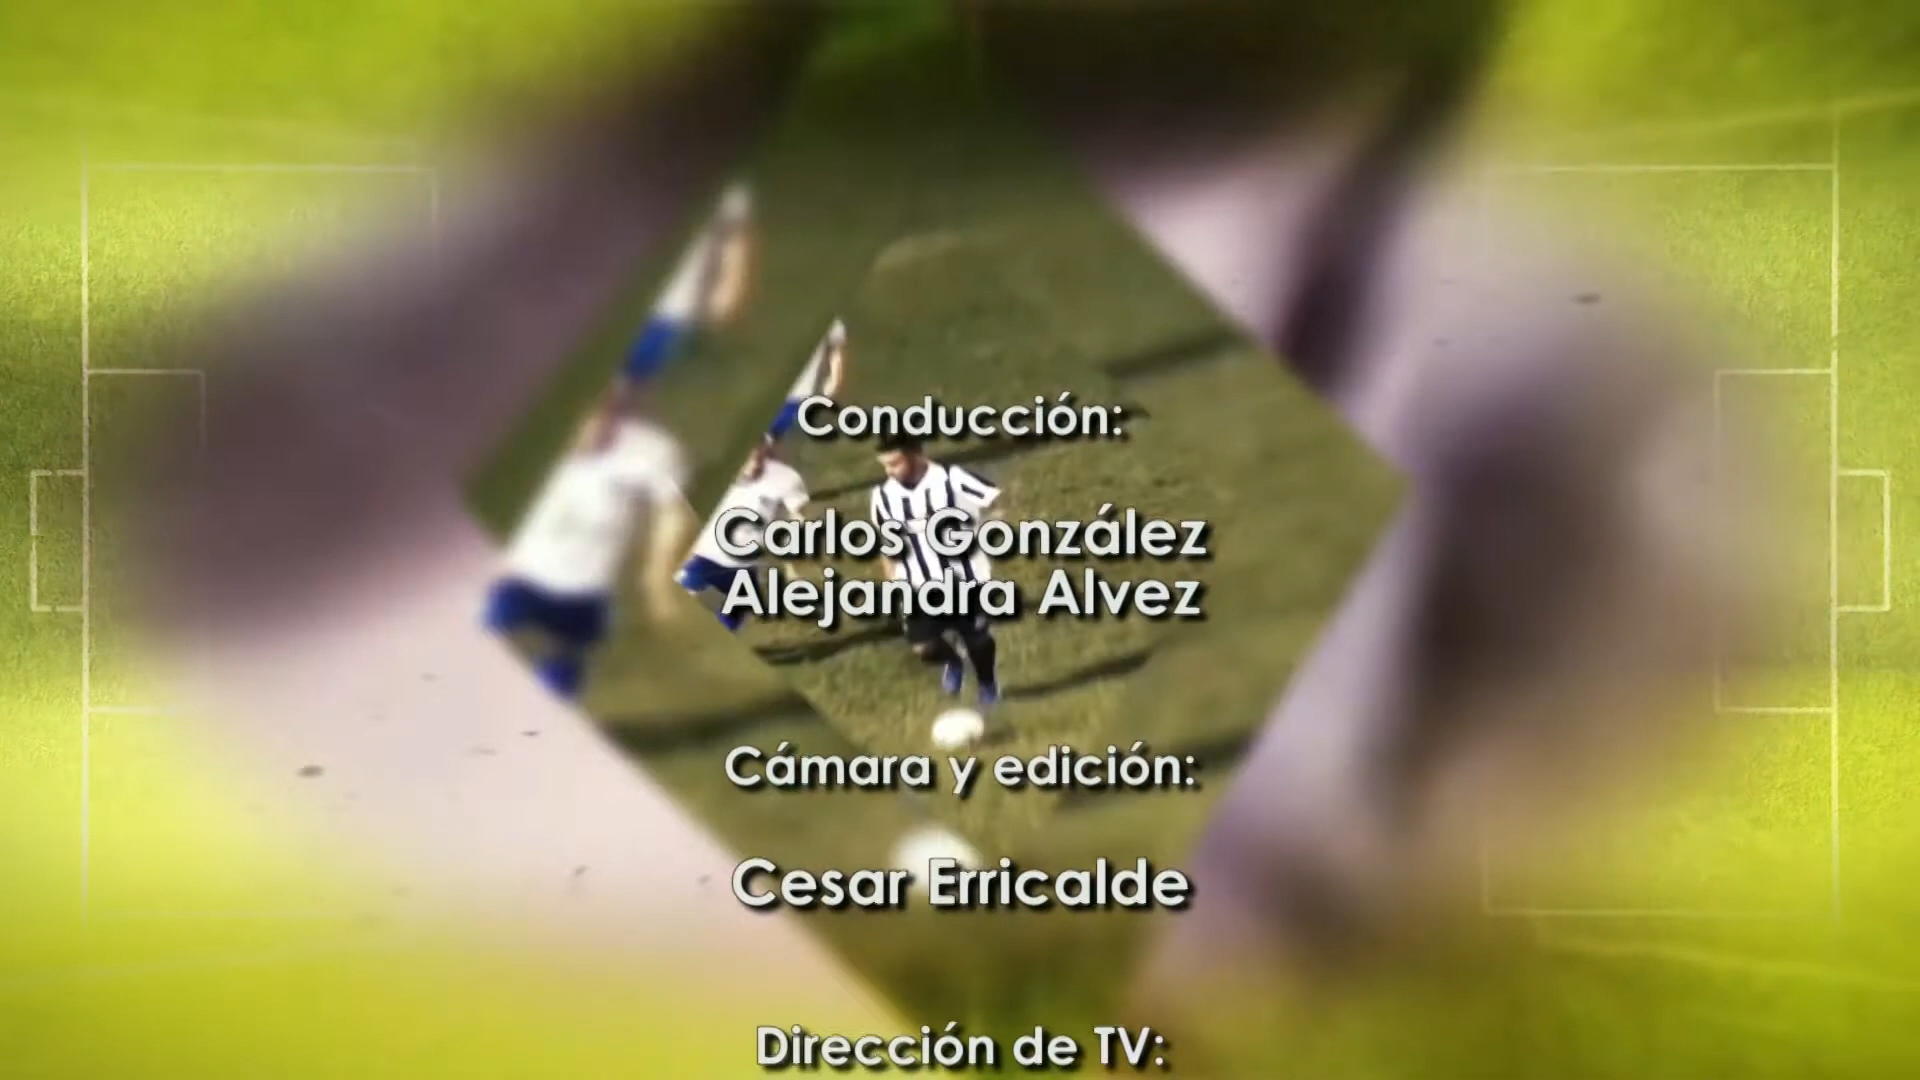 Conducción:
Carlos González
Alejandra Alvez
Cámara y edición:
Cesar Erricalde
Dirección de TV: